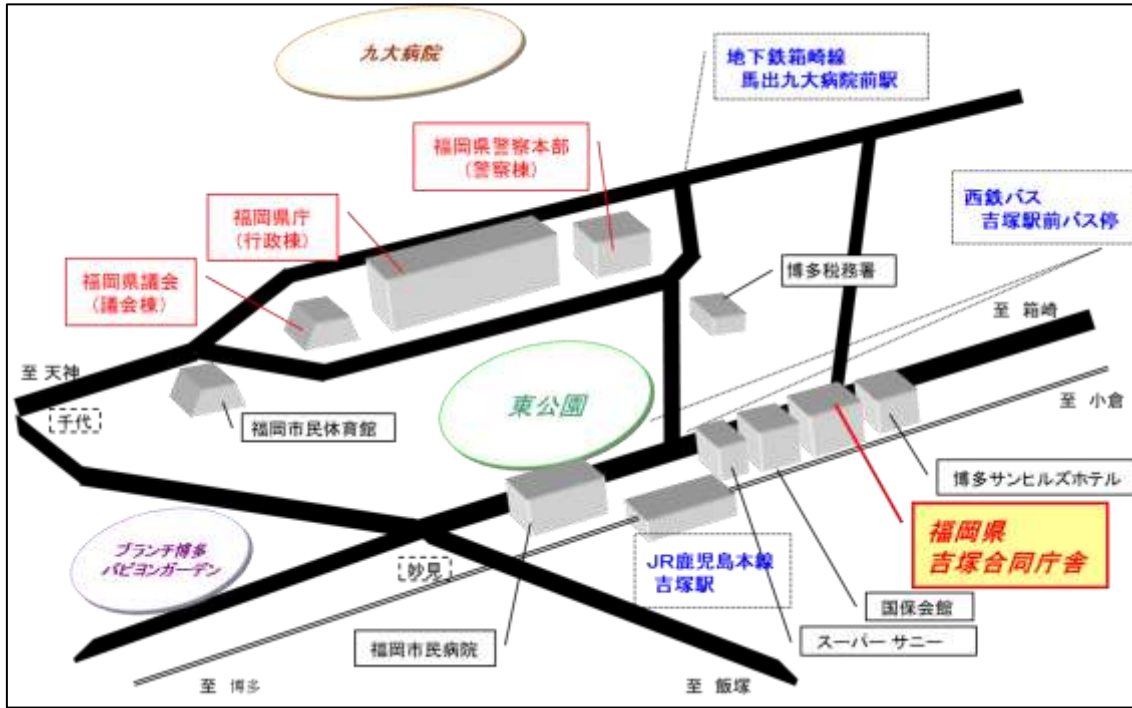 九大病院
地下鉄箱崎線
馬出九大病院前駅
福岡県警察本部
(警察棟)
西鉄バス
吉塚駅前バス停
福岡県庁
(行政棟)
博多税務署
福岡県議会
(議会棟)
至 箱崎
至 天神
至 小倉
東公園
千代
福岡市民体育館
博多サンヒルズホテル
福岡県
吉塚合同庁舎
ブランチ博多
パピヨンガーデン
妙見
JR鹿児島本線
吉塚駅
国保会館
スーパー サニー
福岡市民病院
至 博多
至 飯塚